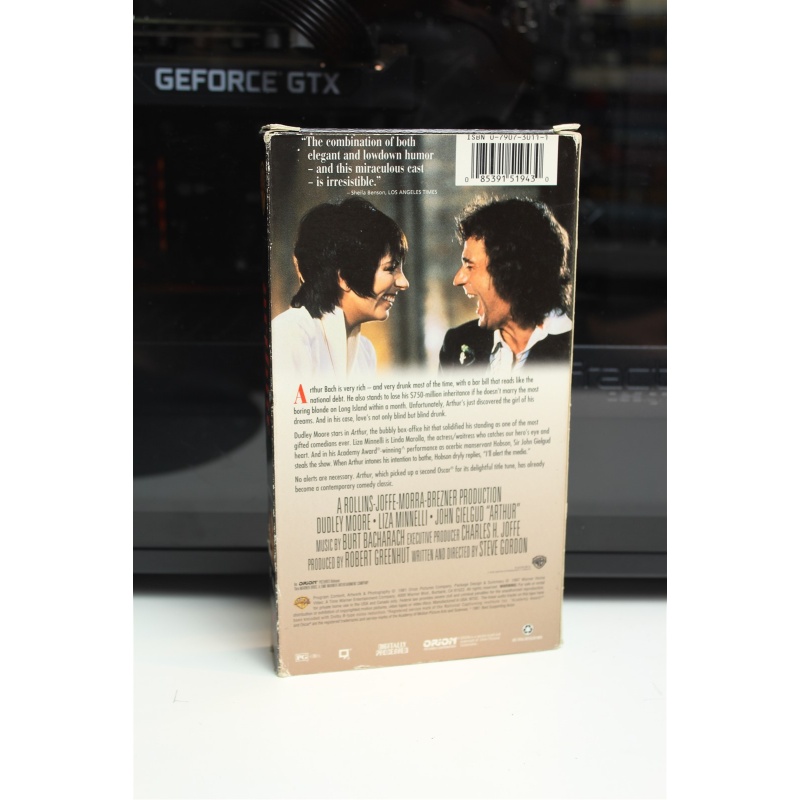 GEFORCE GTX
"The combination of both
elegant and lowdown humor
– and this miraculous cast
– is irresistible."
– Sheila Benson, LOS ANGELES TIMES
ISBN 0-7907-3011-1
0 85391 51943 0
Arthur Bach is very rich – and very drunk most of the time, with a bar bill that reads like the
national debt. He also stands to lose his $750-million inheritance if he doesn't marry the most
boring blonde on Long Island within a month. Unfortunately, Arthur's just discovered the girl of his
dreams. And in his case, love's not only blind but blind drunk.
Dudley Moore stars in Arthur, the bubbly box office hit that solidified his standing as one of the most
gifted comedians ever. Liza Minnelli is Linda Marolla, the actress/waitress who catches our hero's eye and
heart. And in his Academy Award®-winning* performance as acerbic manservant Hobson, Sir John Gielgud
steals the show. When Arthur intones his intention to bathe, Hobson dryly replies, "I'll alert the media."
No alerts are necessary. Arthur, which picked up a second Oscar® for its delightful title tune, has already
become a contemporary comedy classic.
A ROLLINS-JOFFE-MORRA-BREZNER PRODUCTION
DUDLEY MOORE • LIZA MINNELLI • JOHN GIELGUD "ARTHUR"
MUSIC BY BURT BACHARACH EXECUTIVE PRODUCER CHARLES H. JOFFE
PRODUCED BY ROBERT GREENHUT WRITTEN AND DIRECTED BY STEVE GORDON
ORION
PG
DIGITALLY
PROCESSED
ORION